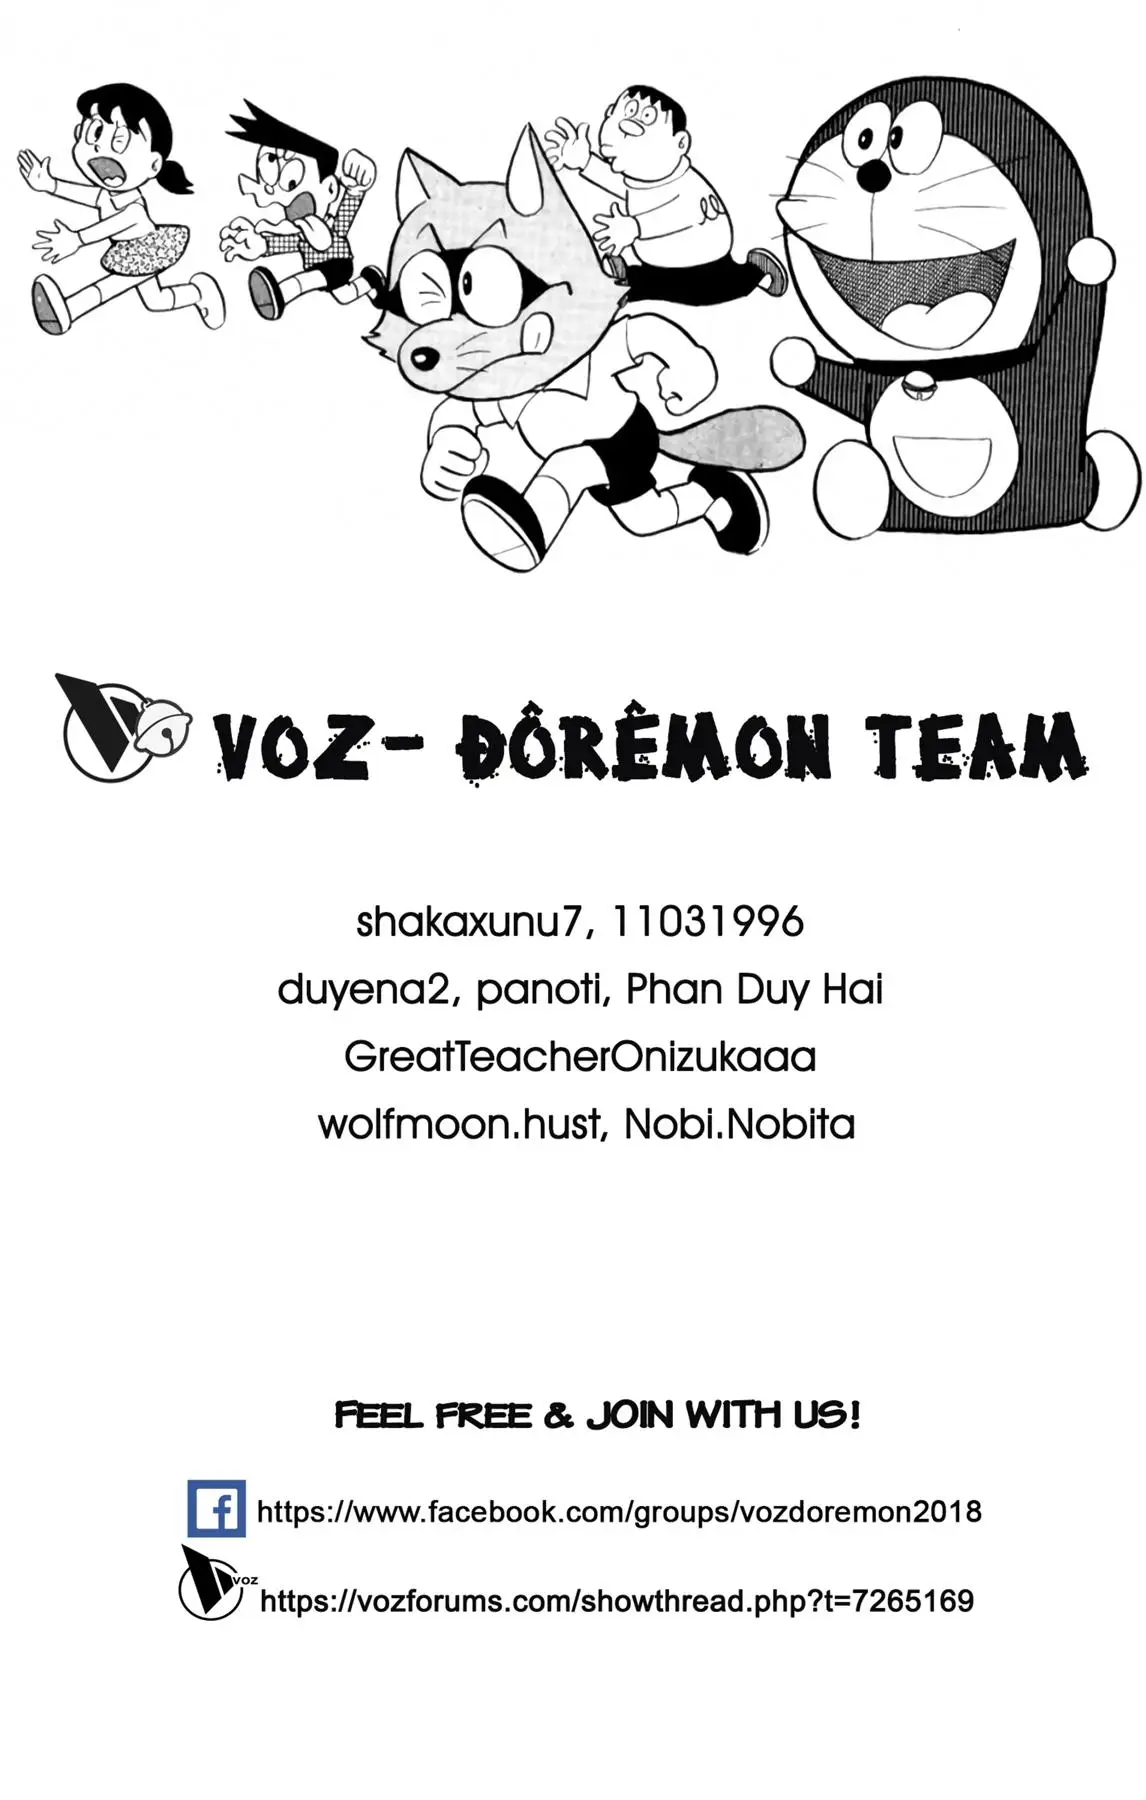 VOZ- ĐÔRÊMON TEAM
shakaxunu7, 11031996
duyena2, panoti, Phan Duy Hai
GreatTeacherOnizukaaa
wolfmoon.hust, Nobi.Nobita
FEEL FREE & JOIN WITH US!
https://www.facebook.com/groups/vozdoremon2018
voz
https://vozforums.com/showthread.php?t=7265169